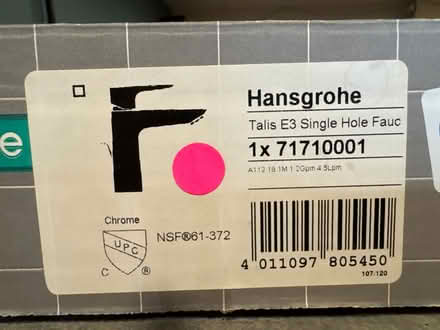 e
Hansgrohe
Talis E3 Single Hole Fauc
1x 71710001
A112.18.1M 1.2Gpm 4.5Lpm
Chrome
UPC
C ®
NSF®61-372
4 011097 805450
107-120